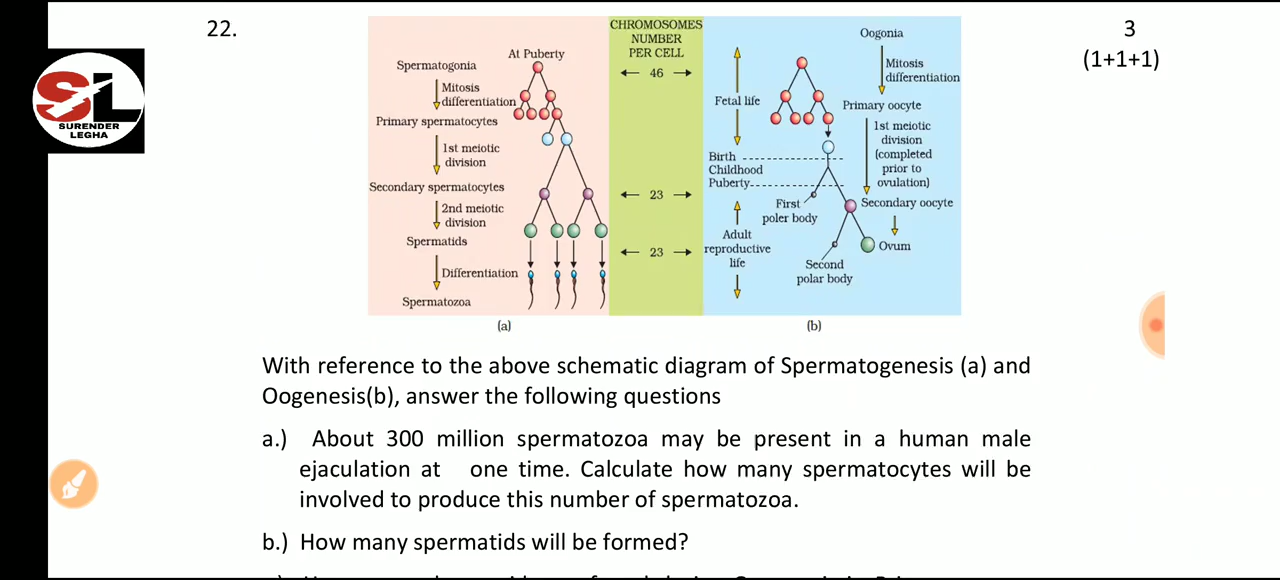 22.
3
(1+1+1)
SL
SURENDER
LEGHA
CHROMOSOMES
NUMBER
PER CELL
46
23
23
At Puberty
Spermatogonia
Mitosis
differentiation
Primary spermatocytes
1st meiotic
division
Secondary spermatocytes
2nd meiotic
division
Spermatids
Differentiation
Spermatozoa
(a)
Oogonia
Mitosis
differentiation
Fetal life
Primary oocyte
1st meiotic
division
(completed
prior to
ovulation)
Birth
Childhood
Puberty
First
poler body
Secondary oocyte
Adult
reproductive
life
Ovum
Second
polar body
(b)
With reference to the above schematic diagram of Spermatogenesis (a) and
Oogenesis(b), answer the following questions
a.) About 300 million spermatozoa may be present in a human male
ejaculation at one time. Calculate how many spermatocytes will be
involved to produce this number of spermatozoa.
b.) How many spermatids will be formed?